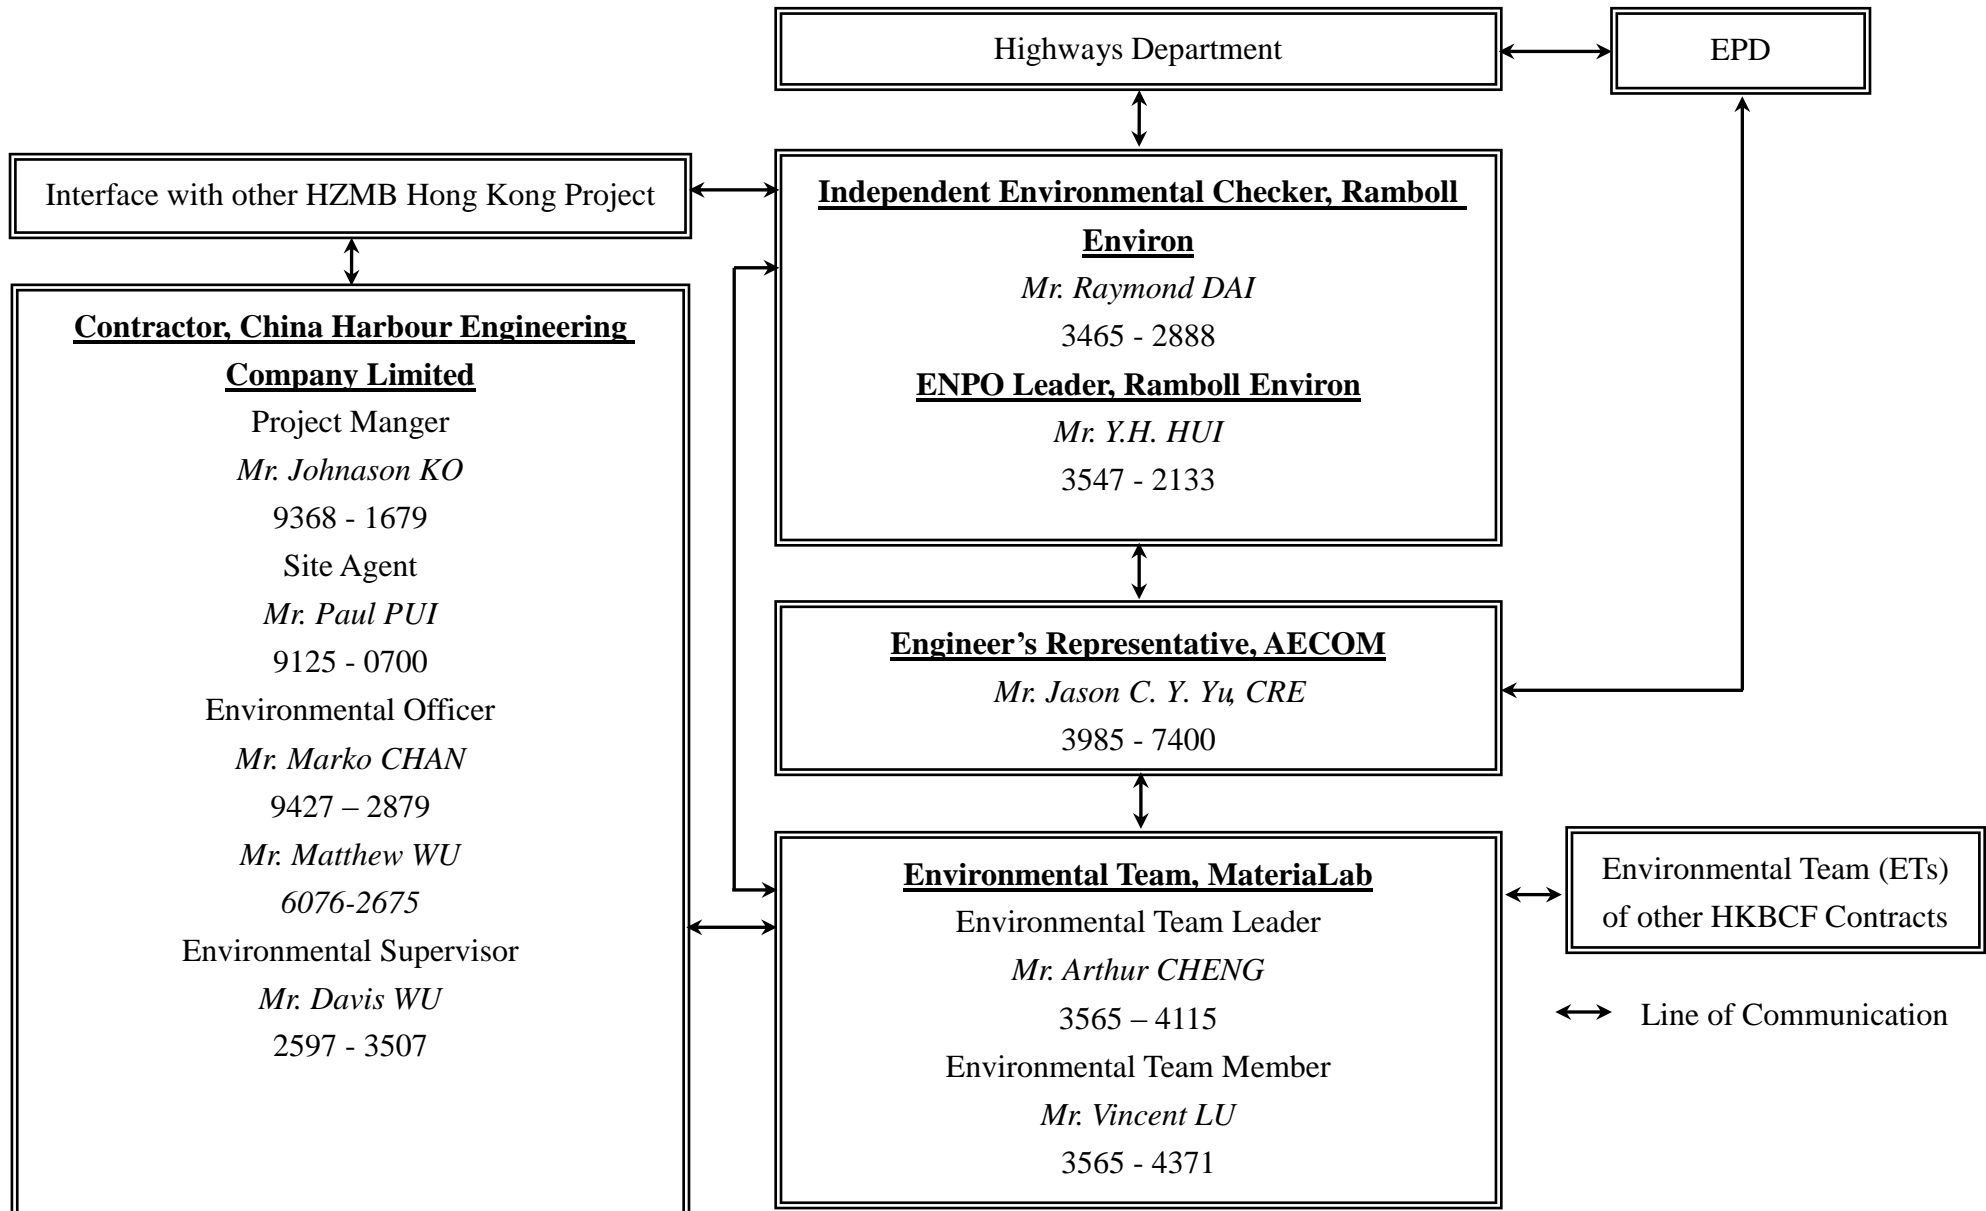 Highways Department
EPD
Interface with other HZMB Hong Kong Project
Independent Environmental Checker, Ramboll
Environ
Mr. Raymond DAI
3465 - 2888
ENPO Leader, Ramboll Environ
Mr. Y.H. HUI
3547 - 2133
Contractor, China Harbour Engineering
Company Limited
Project Manger
Mr. Johnason KO
9368 - 1679
Site Agent
Mr. Paul PUI
9125 - 0700
Environmental Officer
Mr. Marko CHAN
9427 – 2879
Mr. Matthew WU
6076-2675
Environmental Supervisor
Mr. Davis WU
2597 - 3507
Engineer’s Representative, AECOM
Mr. Jason C. Y. Yu, CRE
3985 - 7400
Environmental Team, MateriaLab
Environmental Team Leader
Mr. Arthur CHENG
3565 – 4115
Environmental Team Member
Mr. Vincent LU
3565 - 4371
Environmental Team (ETs)
of other HKBCF Contracts
Line of Communication